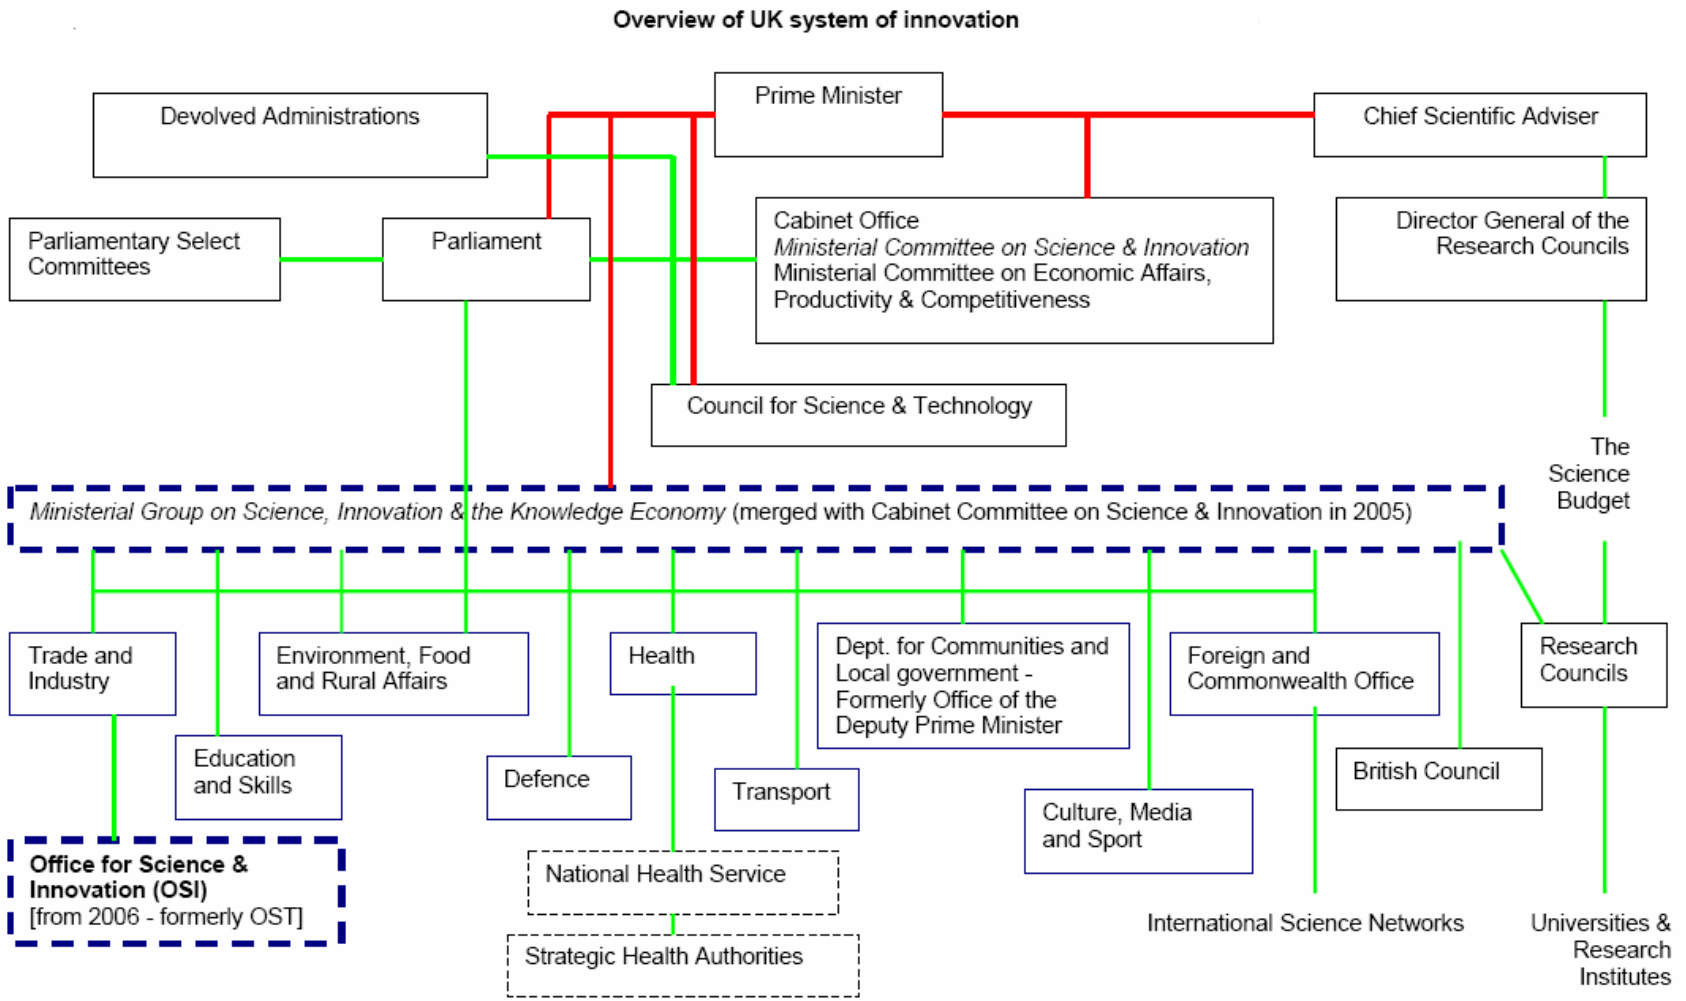 Overview of UK system of innovation
Prime Minister
Devolved Administrations
Chief Scientific Adviser
Parliamentary Select
Committees
Parliament
Cabinet Office
Ministerial Committee on Science & Innovation
Ministerial Committee on Economic Affairs,
Productivity & Competitiveness
Director General of the
Research Councils
Council for Science & Technology
The
Science
Budget
Ministerial Group on Science, Innovation & the Knowledge Economy (merged with Cabinet Committee on Science & Innovation in 2005)
Trade and
Industry
Environment, Food
and Rural Affairs
Health
Dept. for Communities and
Local government -
Formerly Office of the
Deputy Prime Minister
Foreign and
Commonwealth Office
Research
Councils
Education
and Skills
Defence
Transport
Culture, Media
and Sport
British Council
Office for Science &
Innovation (OSI)
[from 2006 - formerly OST]
National Health Service
Strategic Health Authorities
International Science Networks
Universities &
Research
Institutes